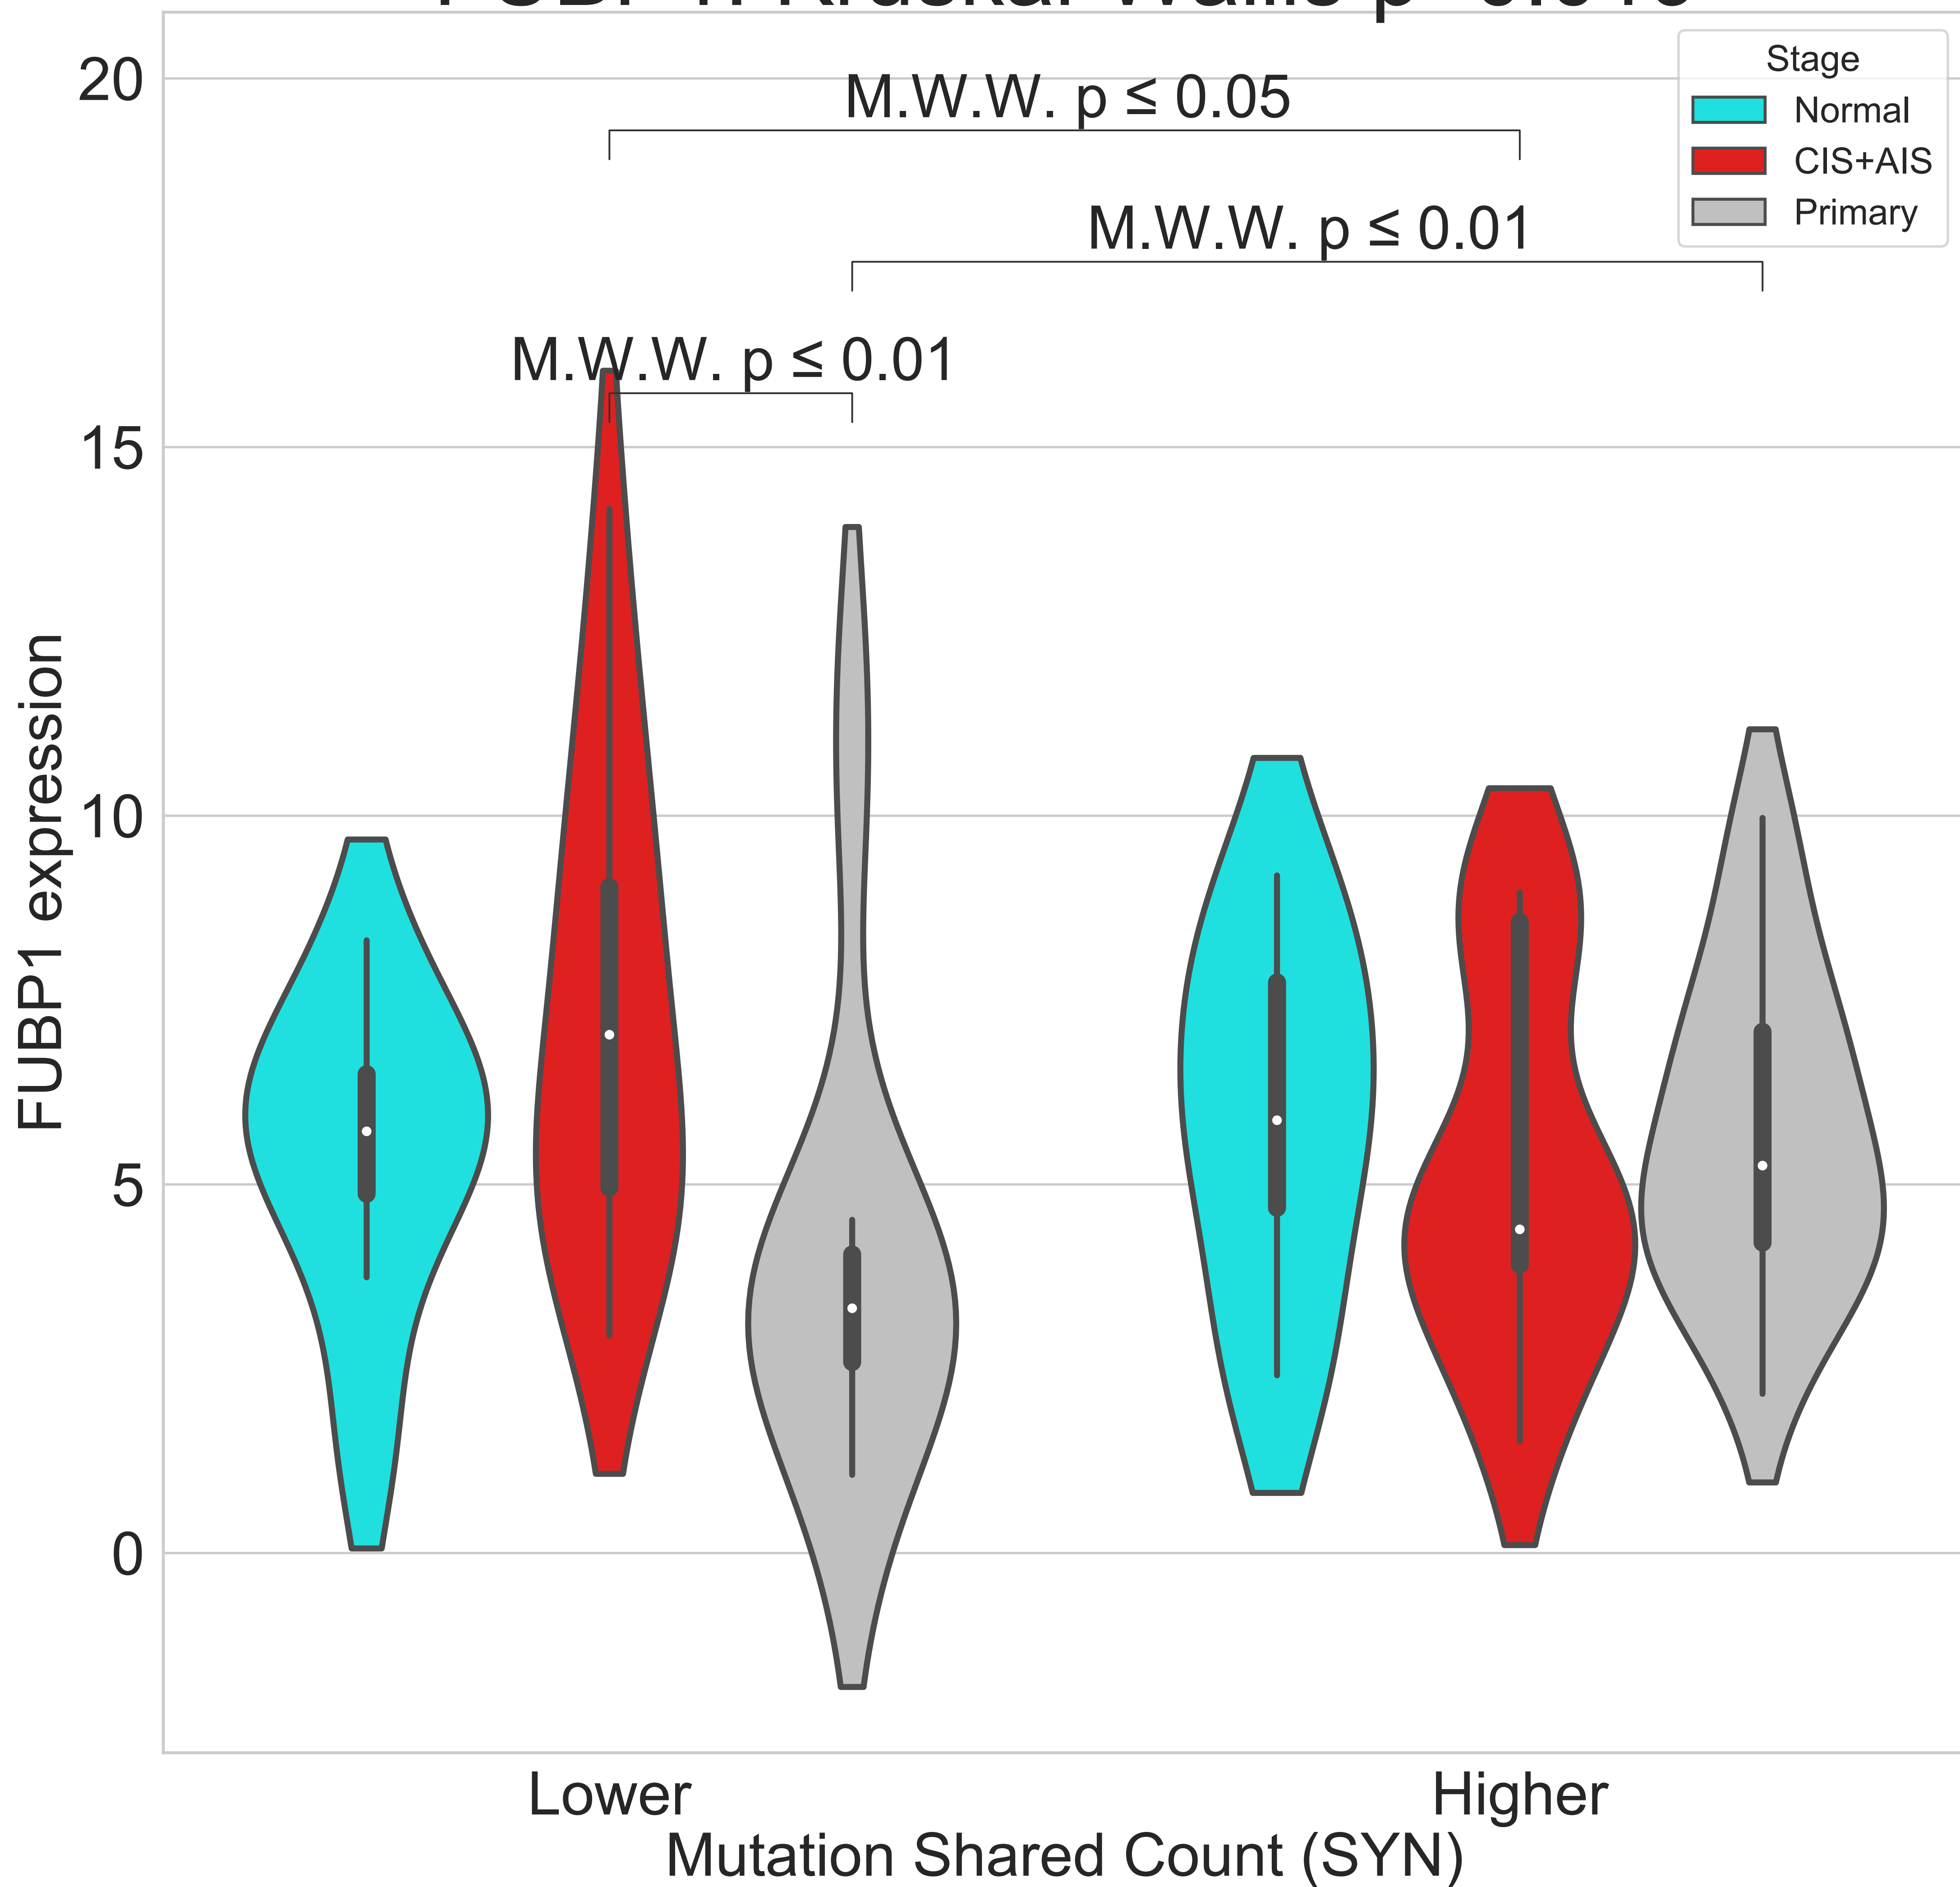 20
15
10
5
0
FUBP1 expression
M.W.W. p ≤ 0.05
M.W.W. p ≤ 0.01
M.W.W. p ≤ 0.01
Stage
Normal
CIS+AIS
Primary
Lower
Higher
Mutation Shared Count (SYN)